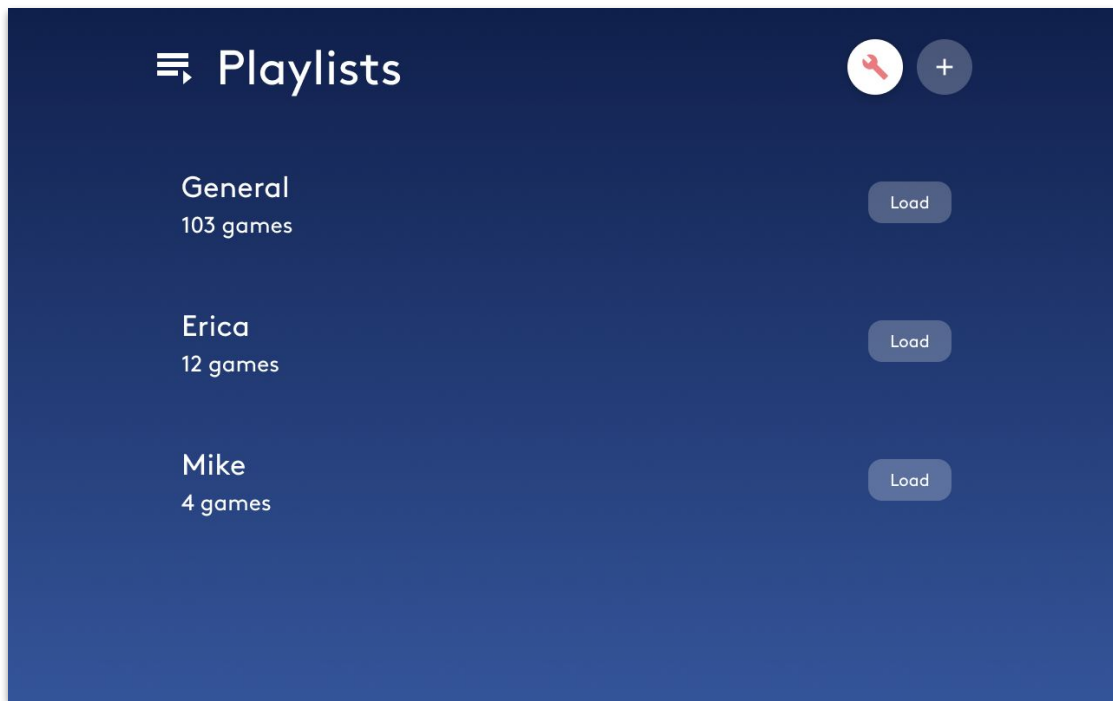 Playlists
+
General
103 games
Load
Erica
12 games
Load
Mike
4 games
Load